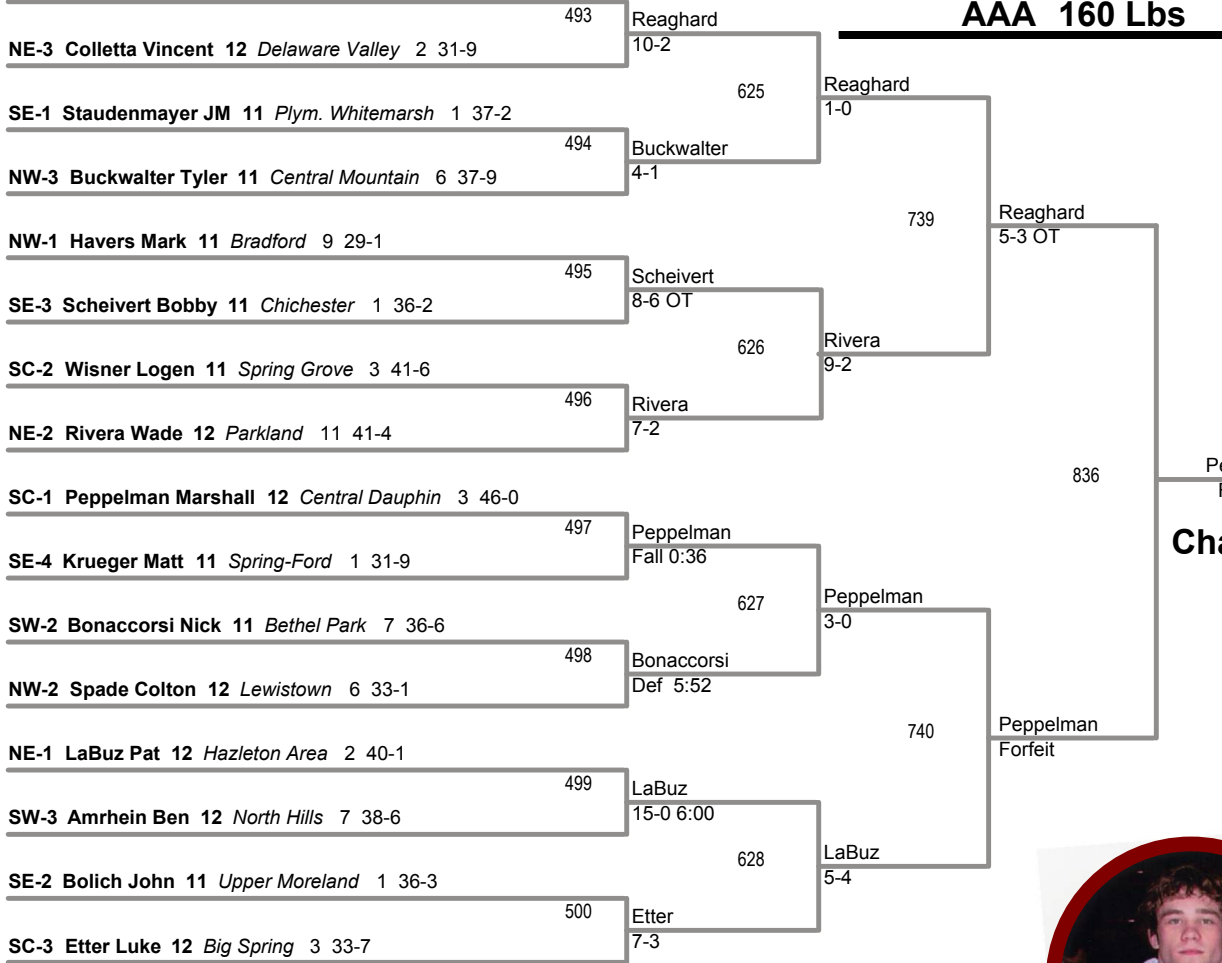 AAA 160 Lbs
493
NE-3 Colletta Vincent 12 Delaware Valley 2 31-9
Reaghard
10-2
625
SE-1 Staudenmayer JM 11 Plym. Whitemarsh 1 37-2
494
NW-3 Buckwalter Tyler 11 Central Mountain 6 37-9
Buckwalter
4-1
Reaghard
1-0
739
NW-1 Havers Mark 11 Bradford 9 29-1
495
SE-3 Scheivert Bobby 11 Chichester 1 36-2
Scheivert
8-6 OT
626
SC-2 Wisner Logen 11 Spring Grove 3 41-6
496
NE-2 Rivera Wade 12 Parkland 11 41-4
Rivera
7-2
Rivera
9-2
Reaghard
5-3 OT
836
SC-1 Peppelman Marshall 12 Central Dauphin 3 46-0
497
SE-4 Krueger Matt 11 Spring-Ford 1 31-9
Peppelman
Fall 0:36
627
SW-2 Bonaccorsi Nick 11 Bethel Park 7 36-6
498
NW-2 Spade Colton 12 Lewistown 6 33-1
Bonaccorsi
Def 5:52
Peppelman
3-0
740
NE-1 LaBuz Pat 12 Hazleton Area 2 40-1
499
SW-3 Amrhein Ben 12 North Hills 7 38-6
LaBuz
15-0 6:00
628
SE-2 Bolich John 11 Upper Moreland 1 36-3
500
SC-3 Etter Luke 12 Big Spring 3 33-7
Etter
7-3
LaBuz
5-4
Peppelman
Forfeit
Pe
Cha